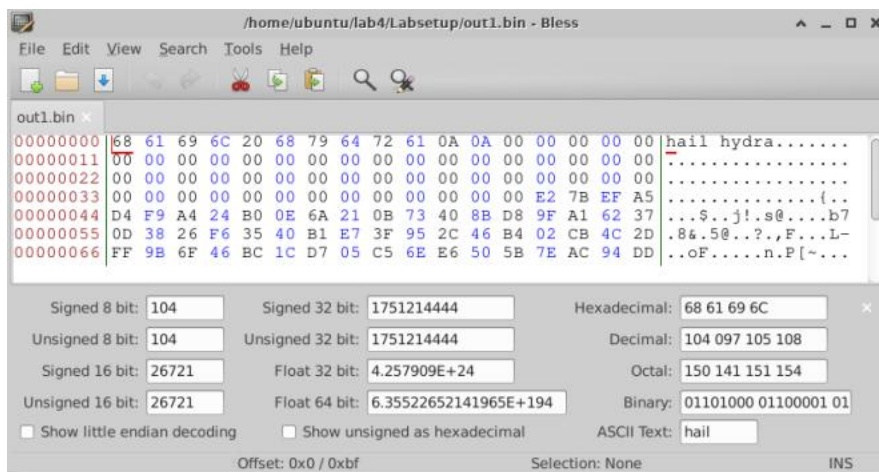 /home/ubuntu/lab4/Labsetup/out1.bin - Bless
File Edit View Search Tools Help
out1.bin
00000000 68 61 69 6C 20 68 79 64 72 61 0A 0A 00 00 00 00 00 hail hydra.......
00000011 00 00 00 00 00 00 00 00 00 00 00 00 00 00 00 00 00 .................
00000022 00 00 00 00 00 00 00 00 00 00 00 00 00 00 00 00 00 .................
00000033 00 00 00 00 00 00 00 00 00 00 00 00 00 E2 7B EF A5 ..............{..
00000044 D4 F9 A4 24 B0 0E 6A 21 0B 73 40 8B D8 9F A1 62 37 ...$..j!.s@....b7
00000055 0D 38 26 F6 35 40 B1 E7 3F 95 2C 46 B4 02 CB 4C 2D .8&.5@..?.,F...L-
00000066 FF 9B 6F 46 BC 1C D7 05 C5 6E E6 50 5B 7E AC 94 DD ..oF.....n.P[~...
Signed 8 bit: 104 Signed 32 bit: 1751214444 Hexadecimal: 68 61 69 6C
Unsigned 8 bit: 104 Unsigned 32 bit: 1751214444 Decimal: 104 097 105 108
Signed 16 bit: 26721 Float 32 bit: 4.257909E+24 Octal: 150 141 151 154
Unsigned 16 bit: 26721 Float 64 bit: 6.35522652141965E+194 Binary: 01101000 01100001 01
Show little endian decoding Show unsigned as hexadecimal ASCII Text: hail
Offset: 0x0 / 0xbf Selection: None INS